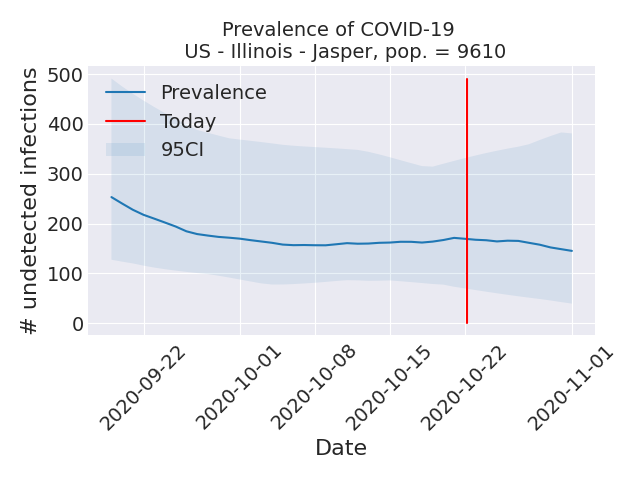 Prevalence of COVID-19
US - Illinois - Jasper, pop. = 9610
# undetected infections
500
400
300
200
100
0
Prevalence
Today
95CI
2020-09-22
2020-10-01
2020-10-08
2020-10-15
2020-10-22
2020-11-01
Date